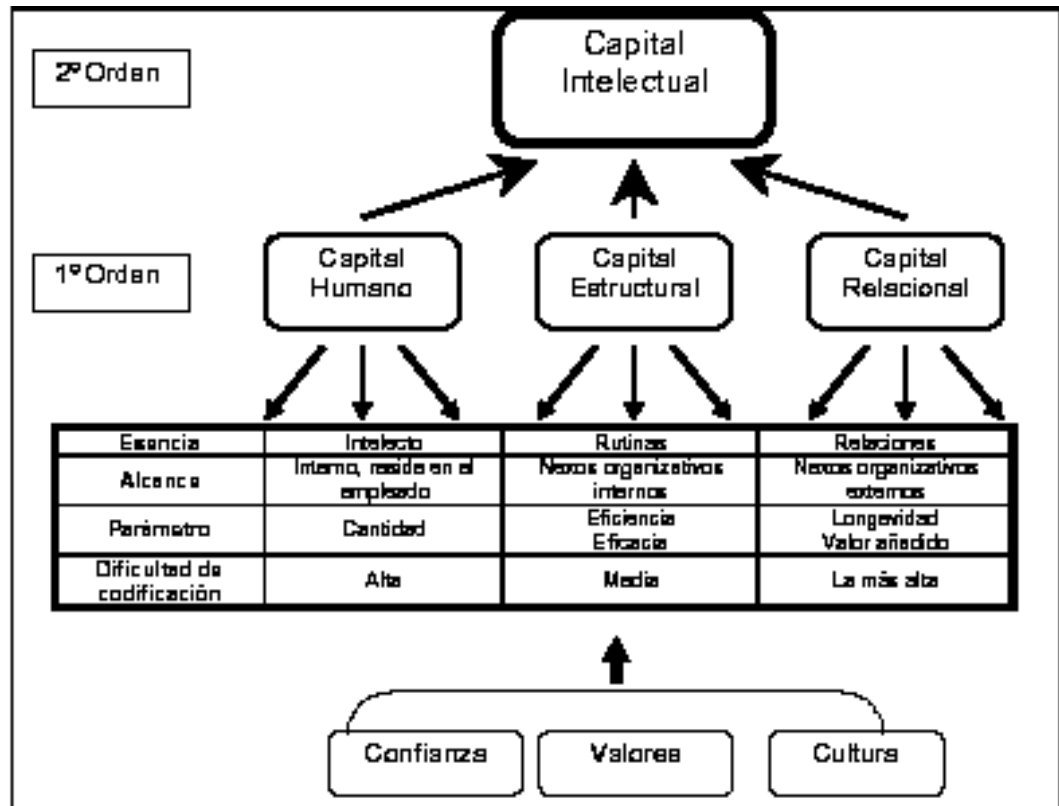 Capital
Intelectual
2º Orden
1º Orden
Capital
Humano
Capital
Estructural
Capital
Relacional
Esencia Intelecto Rutinas Relaciones
Alcance
Interno, reside en el
empleado
Nexos organizativos
internos
Nexos organizativos
externos
Parámetro Cantidad
Eficiencia
Eficacia
Longevidad
Valor añadido
Dificultad de
codificación
Alta Media La más alta
Confianza Valores Cultura